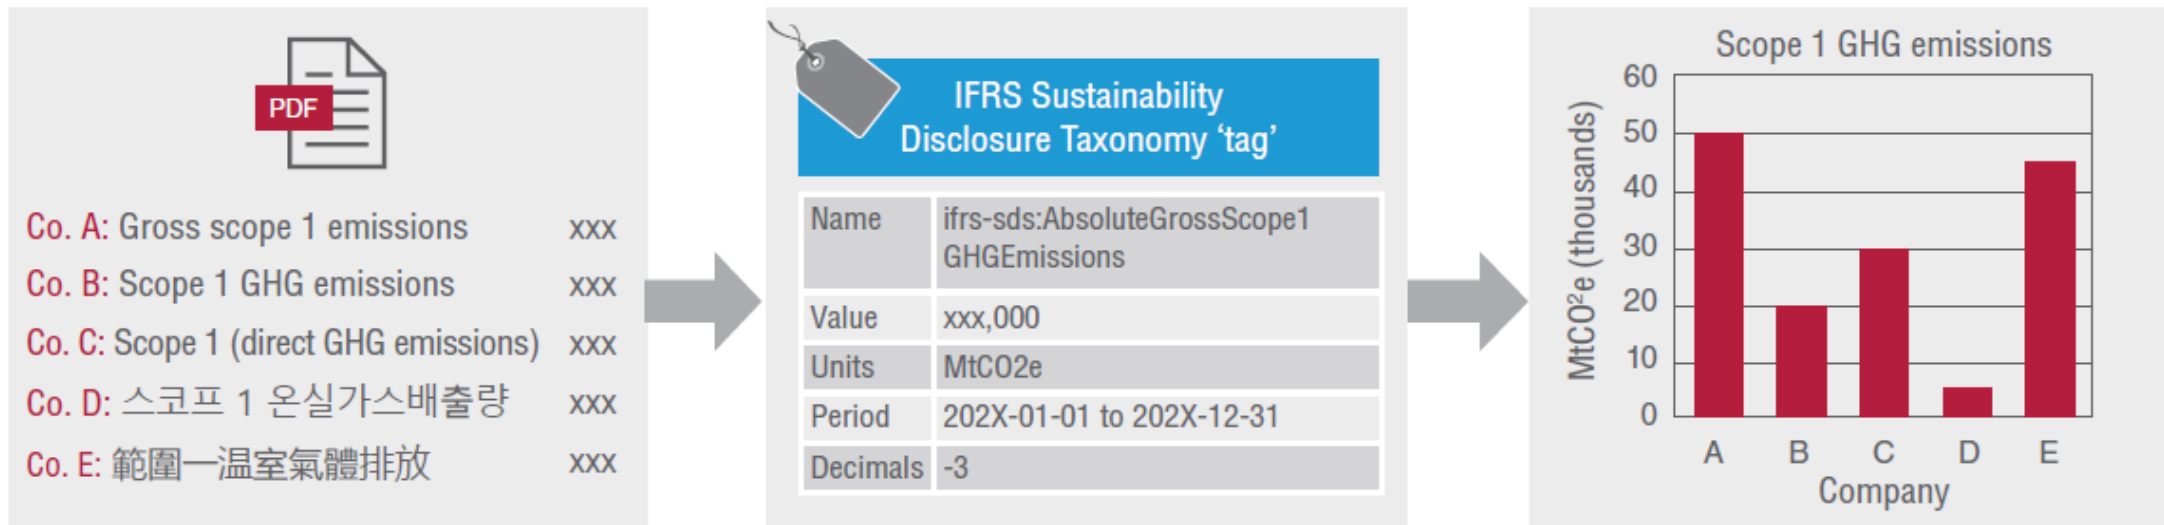 PDF
Co. A: Gross scope 1 emissions xxx
Co. B: Scope 1 GHG emissions xxx
Co. C: Scope 1 (direct GHG emissions) xxx
Co. D: 스코프 1 온실가스배출량 xxx
Co. E: 範圍一温室氣體排放 xxx
IFRS Sustainability
Disclosure Taxonomy ‘tag’
Name ifrs-sds:AbsoluteGrossScope1
GHGEmissions
Value xxx,000
Units MtCO2e
Period 202X-01-01 to 202X-12-31
Decimals -3
Scope 1 GHG emissions
MtCO²e (thousands)
60
50
40
30
20
10
0
A B C D E
Company